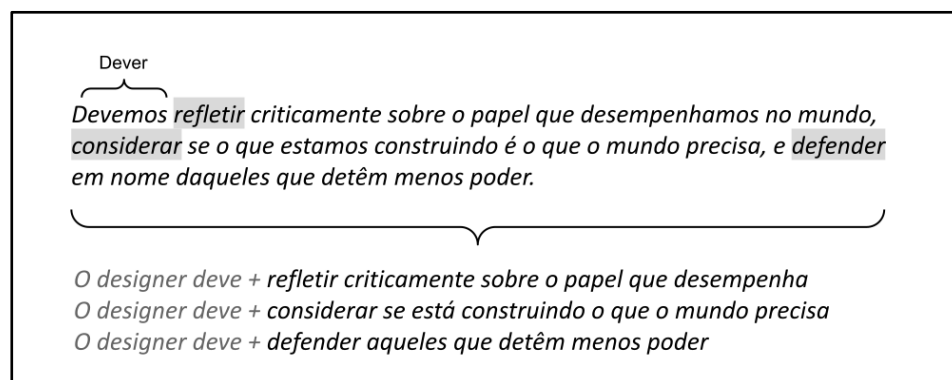 Dever
Devemos refletir criticamente sobre o papel que desempenhamos no mundo,
considerar se o que estamos construindo é o que o mundo precisa, e defender
em nome daqueles que detêm menos poder.
O designer deve + refletir criticamente sobre o papel que desempenha
O designer deve + considerar se está construindo o que o mundo precisa
O designer deve + defender aqueles que detêm menos poder